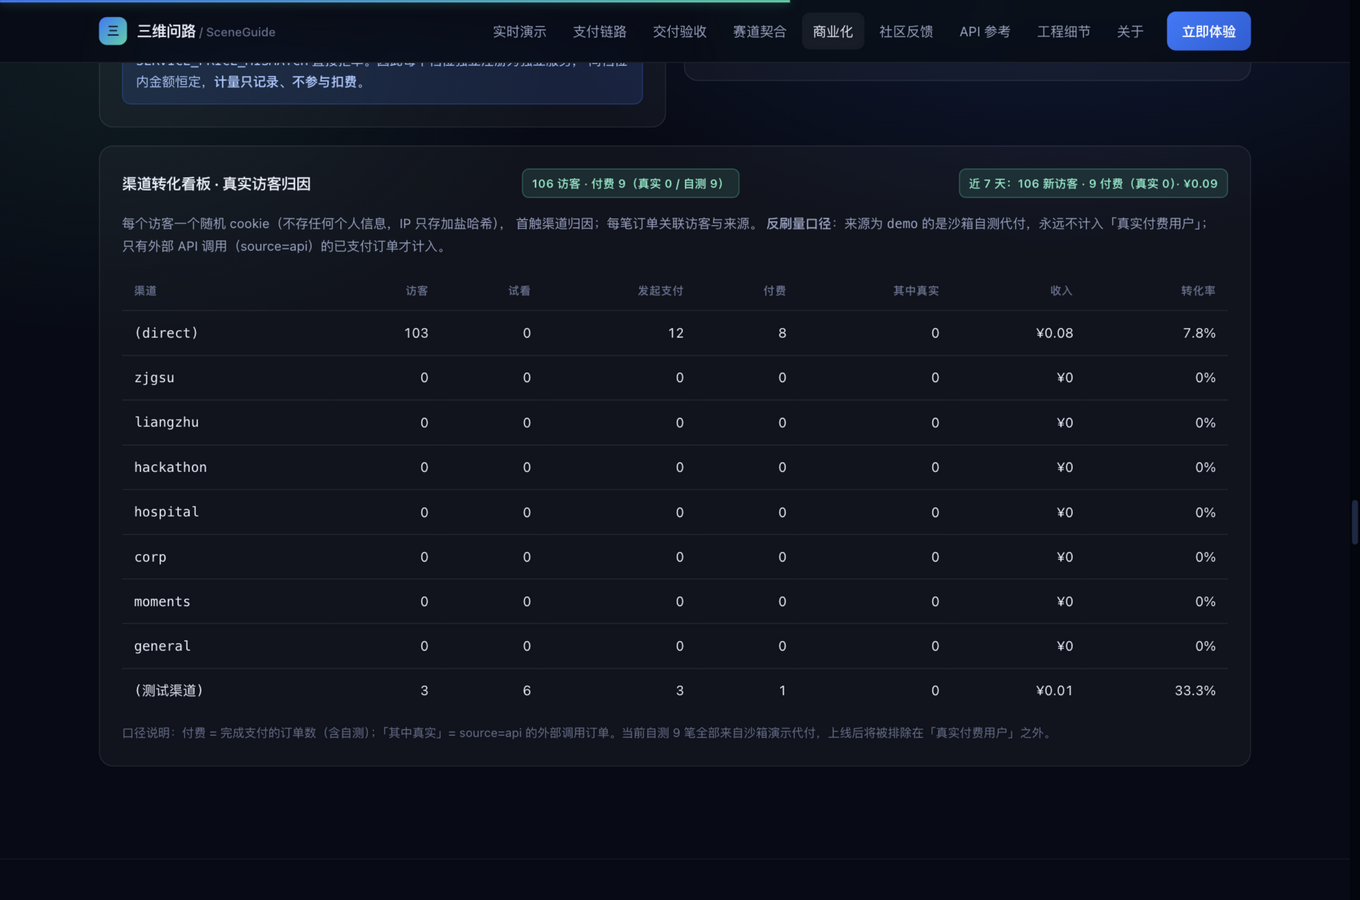 三 三维问路 / SceneGuide 实时演示 支付链路 交付验收 赛道契合 商业化 社区反馈 API 参考 工程细节 关于 立即体验
内金额恒定，计量只记录、不参与扣费。
渠道转化看板 · 真实访客归因 106 访客 · 付费 9（真实 0 / 自测 9） 近 7 天：106 新访客 · 9 付费（真实 0）· ¥0.09
每个访客一个随机 cookie（不存任何个人信息，IP 只存加盐哈希）， 首触渠道归因；每笔订单关联访客与来源。 反刷量口径：来源为 demo 的是沙箱自测代付，永远不计入「真实付费用户」；
只有外部 API 调用（source=api）的已支付订单才计入。
渠道 访客 试看 发起支付 付费 其中真实 收入 转化率
(direct) 103 0 12 8 0 ¥0.08 7.8%
zjgsu 0 0 0 0 0 ¥0 0%
liangzhu 0 0 0 0 0 ¥0 0%
hackathon 0 0 0 0 0 ¥0 0%
hospital 0 0 0 0 0 ¥0 0%
corp 0 0 0 0 0 ¥0 0%
moments 0 0 0 0 0 ¥0 0%
general 0 0 0 0 0 ¥0 0%
(测试渠道) 3 6 3 1 0 ¥0.01 33.3%
口径说明：付费 = 完成支付的订单数（含自测）；「其中真实」= source=api 的外部调用订单。当前自测 9 笔全部来自沙箱演示代付，上线后将被排除在「真实付费用户」之外。